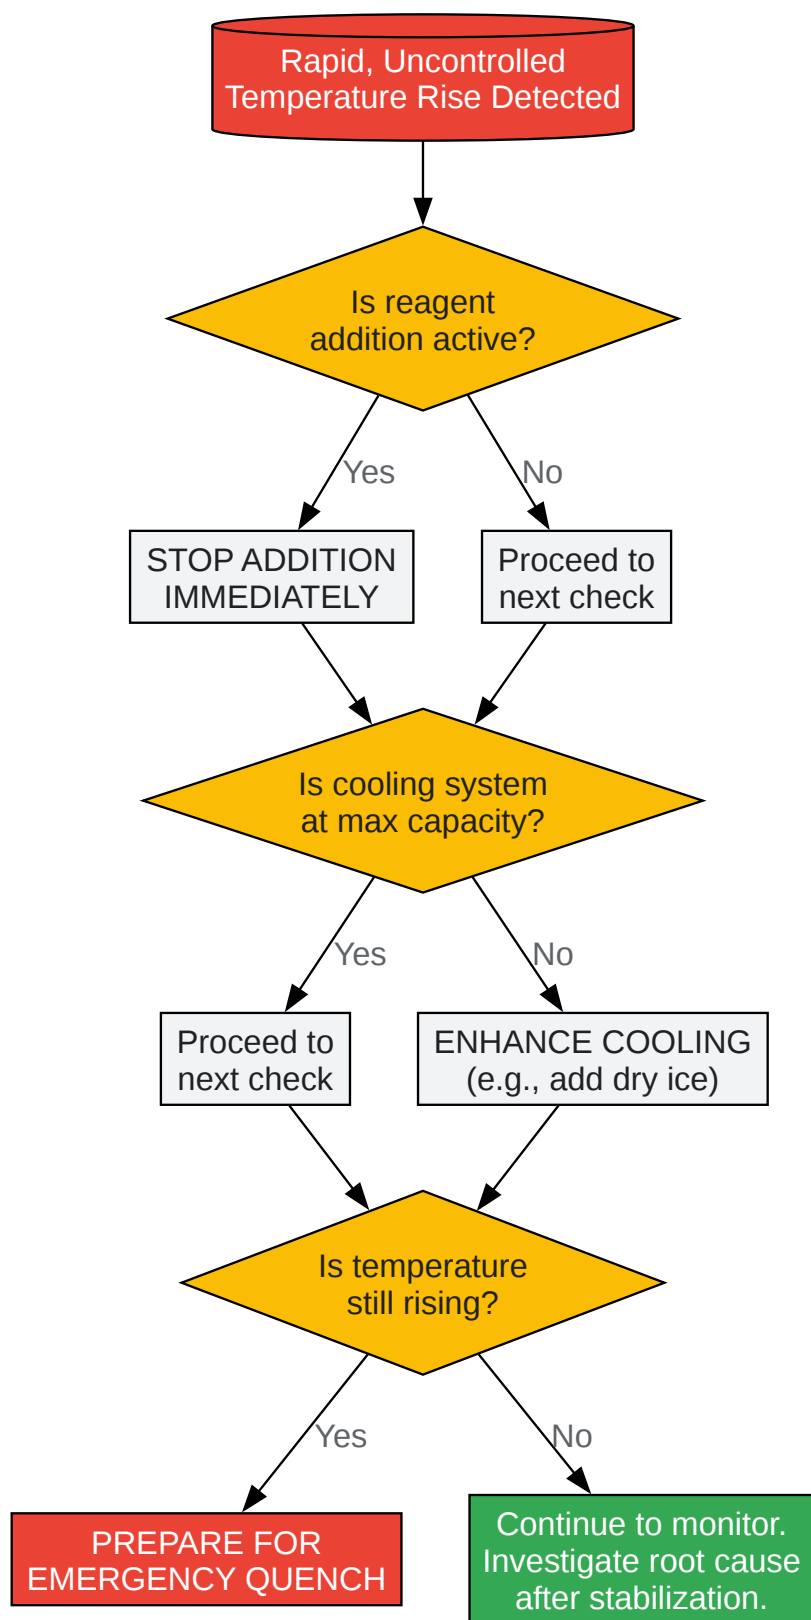 Rapid, Uncontrolled
Temperature Rise Detected
Is reagent
addition active?
Yes
No
STOP ADDITION
IMMEDIATELY
Proceed to
next check
Is cooling system
at max capacity?
Yes
No
Proceed to
next check
ENHANCE COOLING
(e.g., add dry ice)
Is temperature
still rising?
Yes
No
PREPARE FOR
EMERGENCY QUENCH
Continue to monitor.
Investigate root cause
after stabilization.